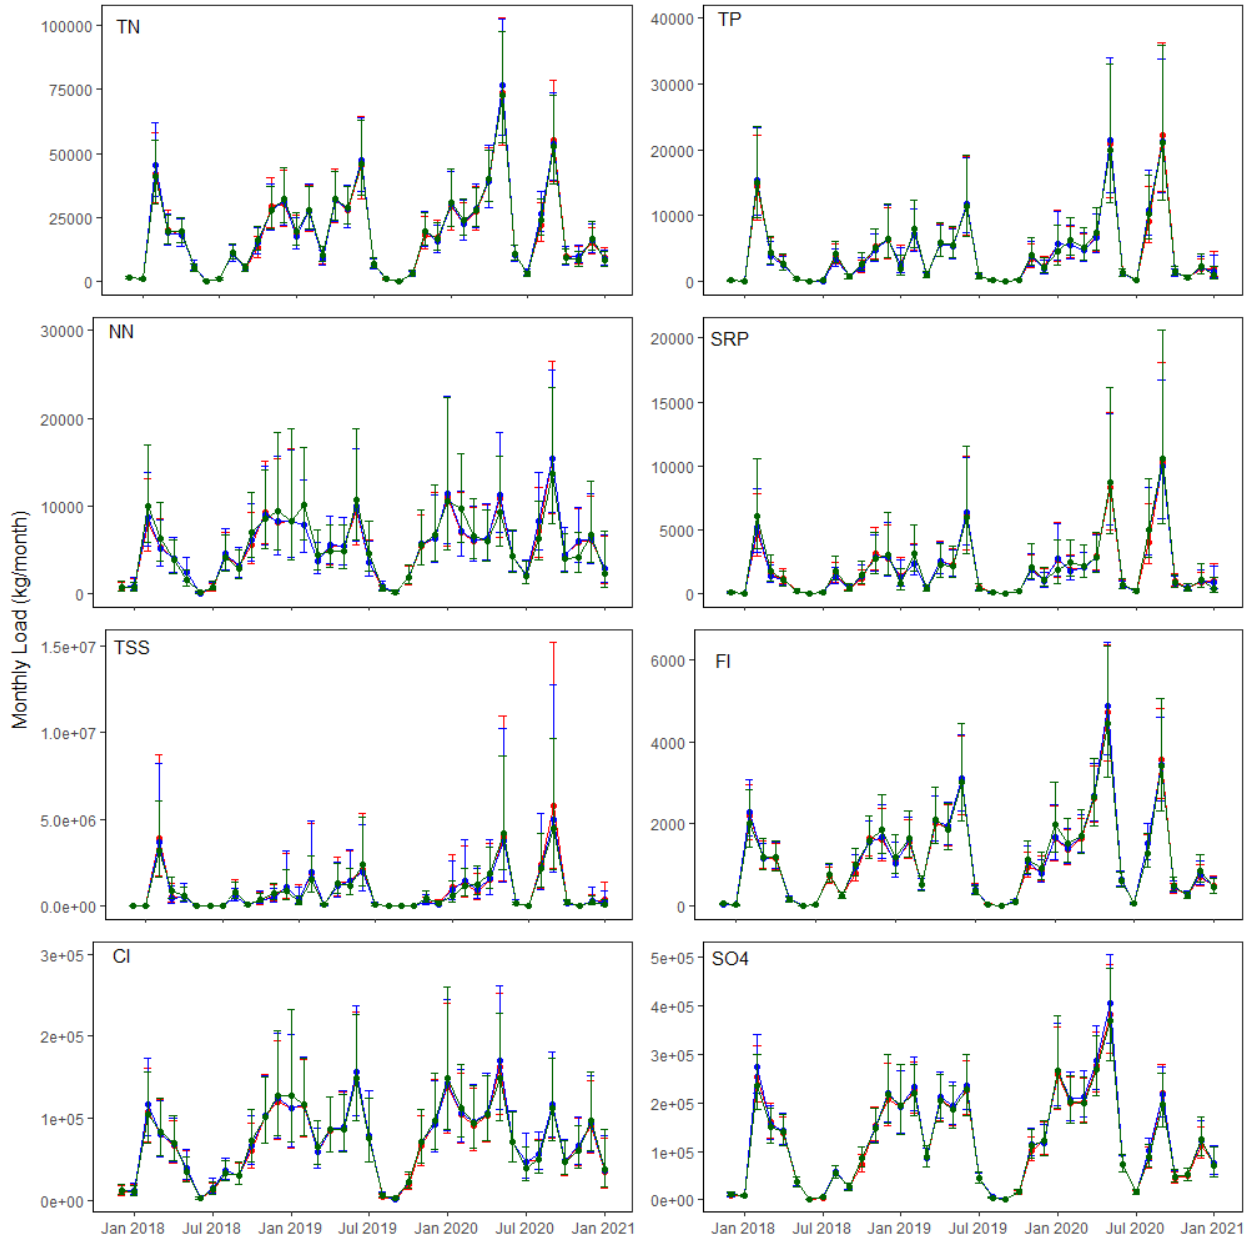 TN
100000
75000
50000
25000
0
TP
40000
30000
20000
10000
0
NN
30000
20000
10000
0
SRP
20000
15000
10000
5000
0
Monthly Load (kg/month)
TSS
1.5e+07
1.0e+07
5.0e+06
0.0e+00
FI
6000
4000
2000
0
Cl
3e+05
2e+05
1e+05
0e+00
SO4
5e+05
4e+05
3e+05
2e+05
1e+05
0e+00
Jan 2018 Jul 2018 Jan 2019 Jul 2019 Jan 2020 Jul 2020 Jan 2021
Jan 2018 Jul 2018 Jan 2019 Jul 2019 Jan 2020 Jul 2020 Jan 2021